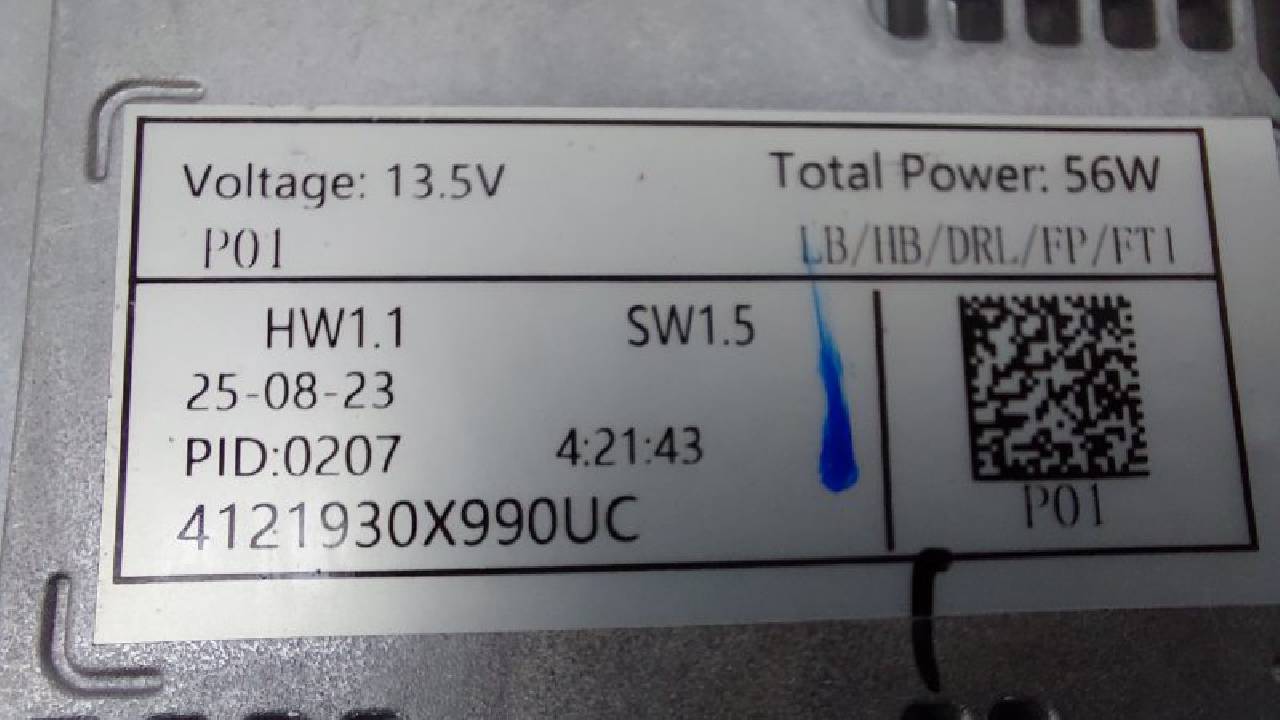 Voltage: 13.5V Total Power: 56W
P01 LB/HB/DRL/FP/FT1
HW1.1 SW1.5
25-08-23
PID:0207 4:21:43
4121930X990UC
P01